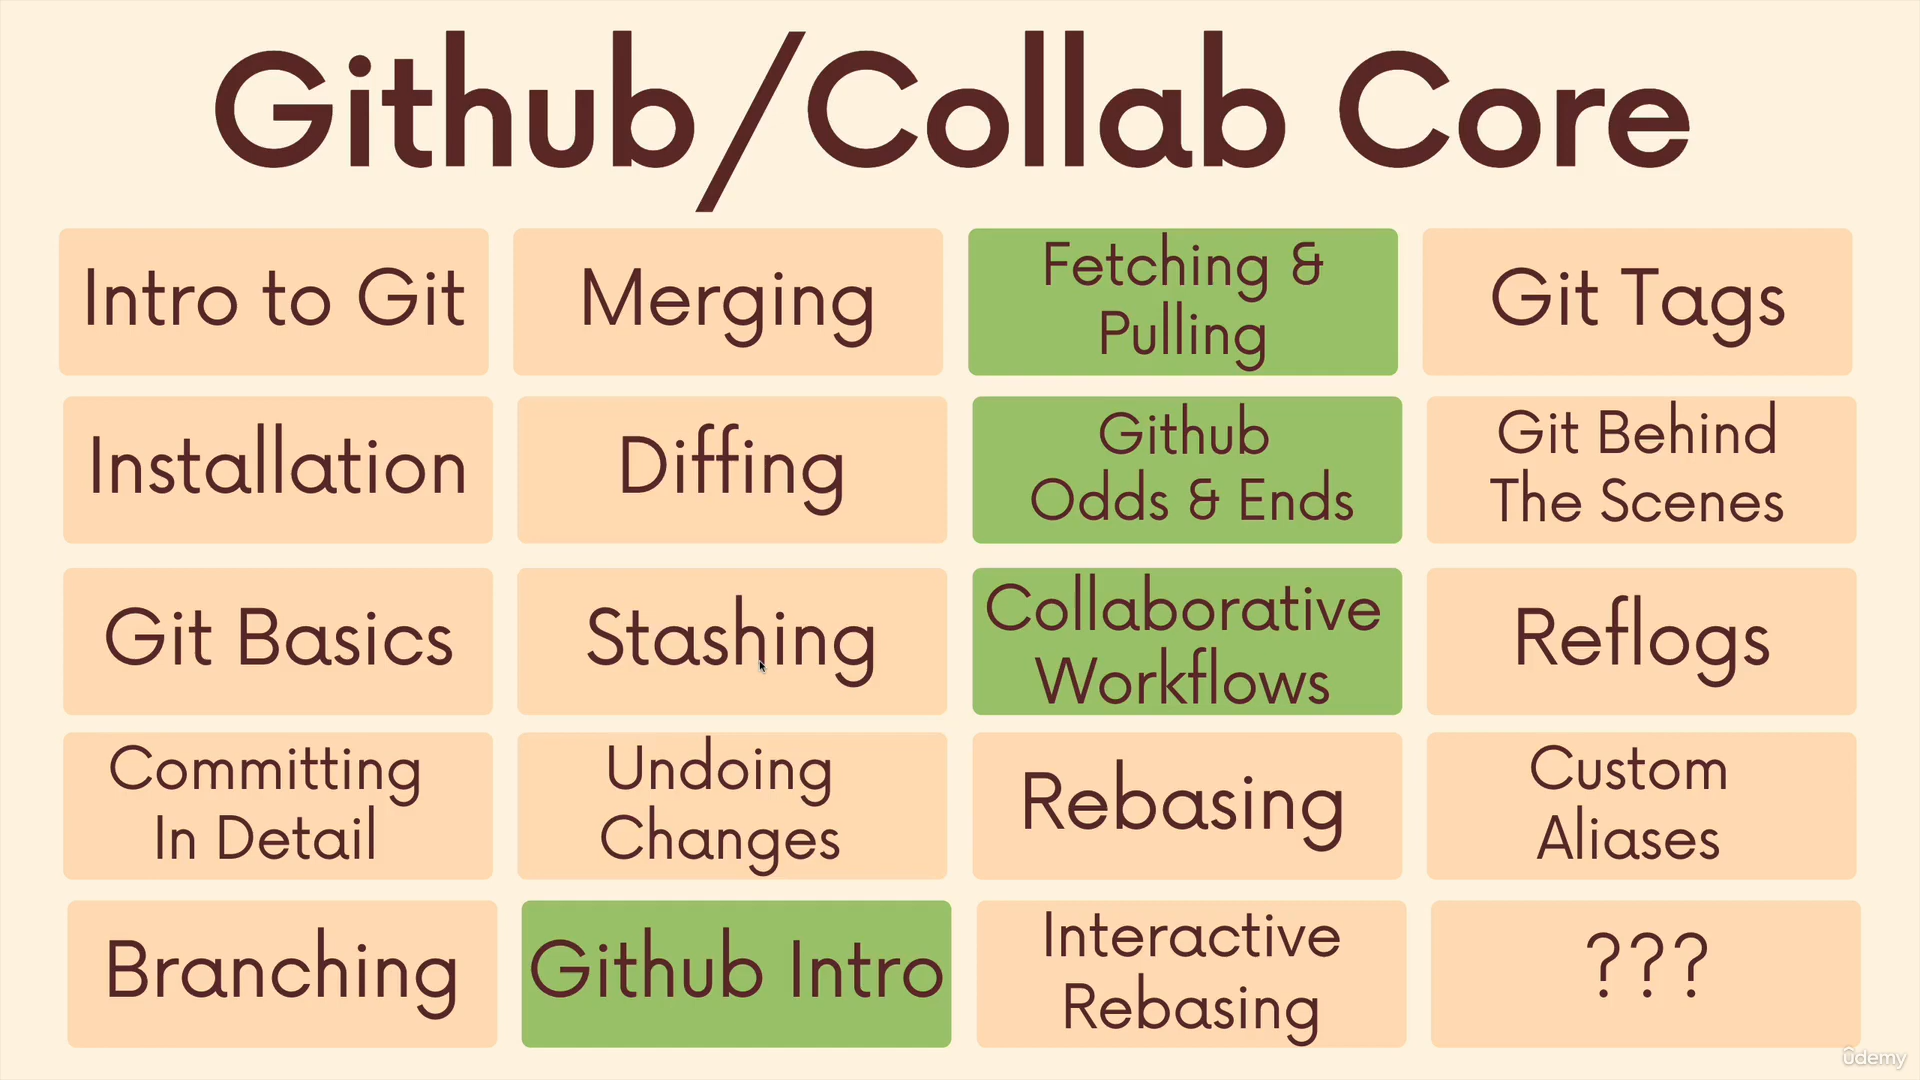 Github/Collab Core
Intro to Git
Merging
Fetching &
Pulling
Git Tags
Installation
Diffing
Github
Odds & Ends
Git Behind
The Scenes
Git Basics
Stashing
Collaborative
Workflows
Reflogs
Committing
In Detail
Undoing
Changes
Rebasing
Custom
Aliases
Branching
Github Intro
Interactive
Rebasing
???
ûdemy